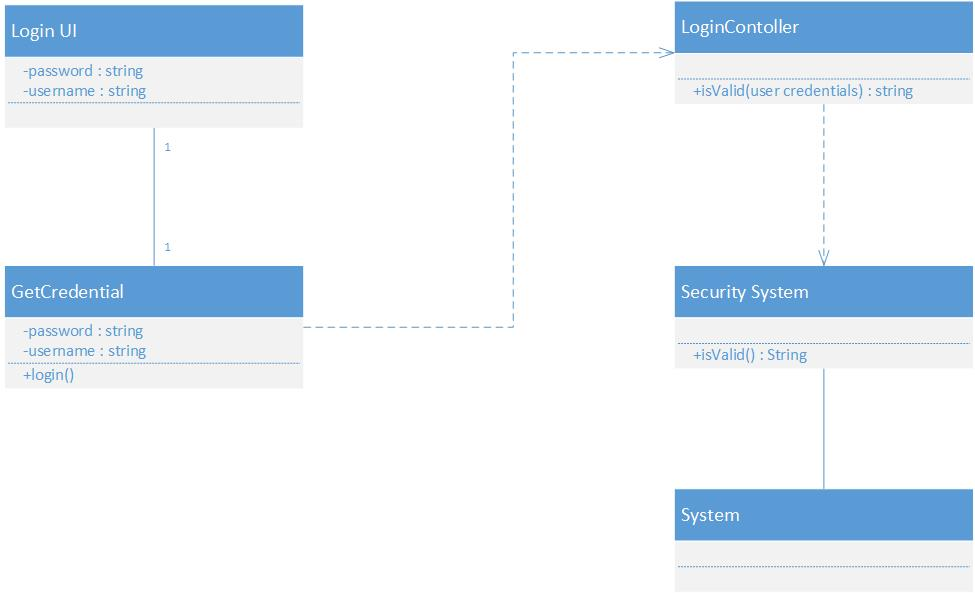 Login UI
-password : string
-username : string
1
1
GetCredential
-password : string
-username : string
+login()
LoginContoller
+isValid(user credentials) : string
Security System
+isValid() : String
System